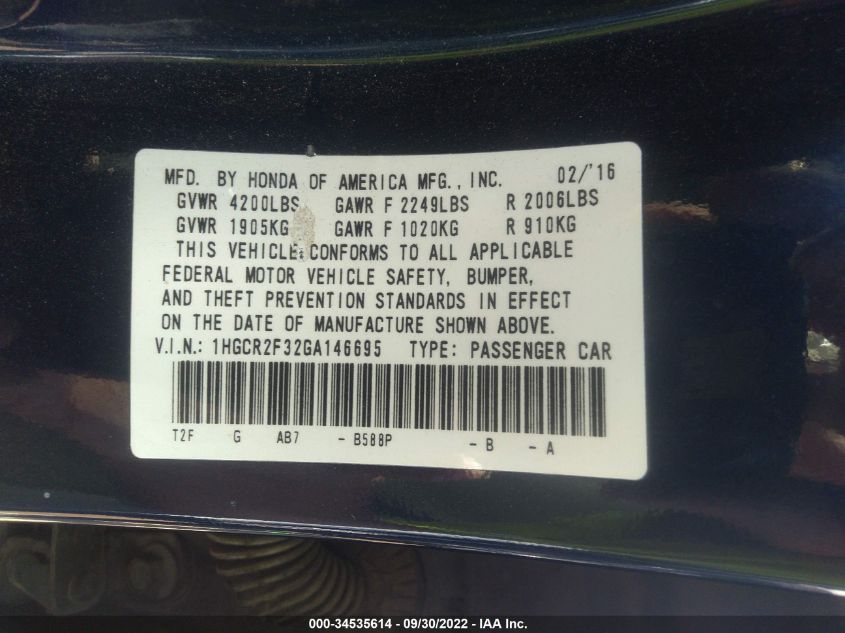 MFD. BY HONDA OF AMERICA MFG., INC. 02/'16
GVWR 4200LBS GAWR F 2249LBS R 2006LBS
GVWR 1905KG GAWR F 1020KG R 910KG
THIS VEHICLE CONFORMS TO ALL APPLICABLE
FEDERAL MOTOR VEHICLE SAFETY, BUMPER,
AND THEFT PREVENTION STANDARDS IN EFFECT
ON THE DATE OF MANUFACTURE SHOWN ABOVE.
V.I.N.: 1HGCR2F32GA146695 TYPE: PASSENGER CAR
T2F G AB7 - B588P - B - A
000-34535614 - 09/30/2022 - IAA Inc.